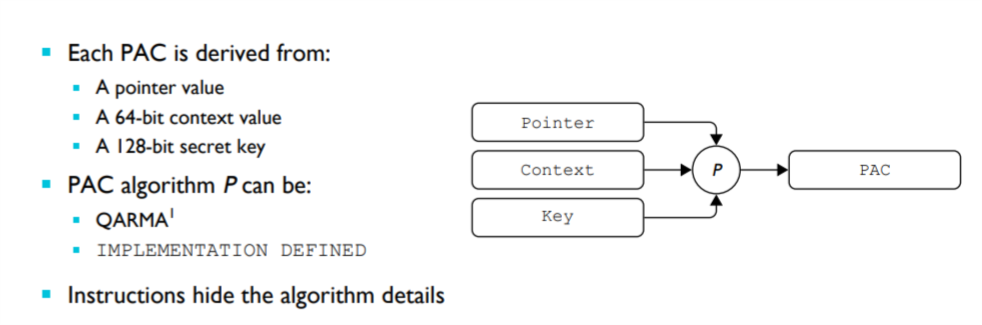 Each PAC is derived from:
A pointer value
A 64-bit context value
A 128-bit secret key
PAC algorithm P can be:
QARMA¹
IMPLEMENTATION DEFINED
Instructions hide the algorithm details
Pointer
Context
Key
P
PAC